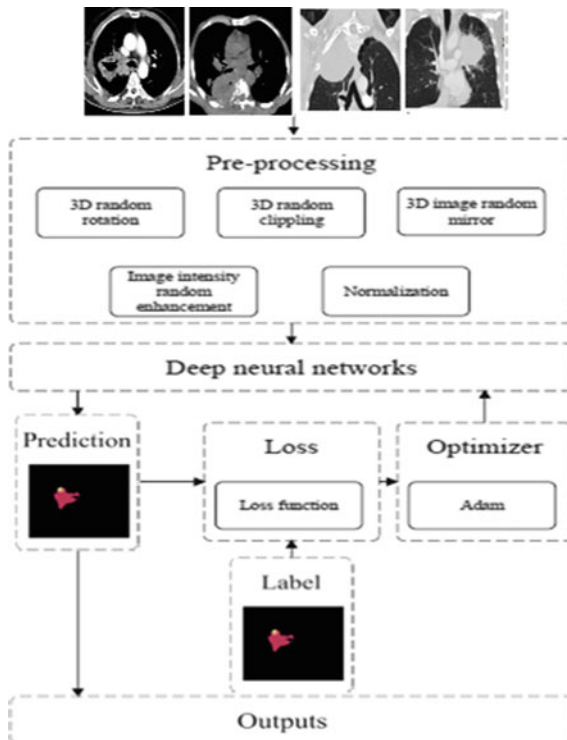 Pre-processing
3D random
rotation
3D random
clippling
3D image random
mirror
Image intensity
random
enhancement
Normalization
Deep neural networks
Prediction
Loss
Loss function
Optimizer
Adam
Label
Outputs